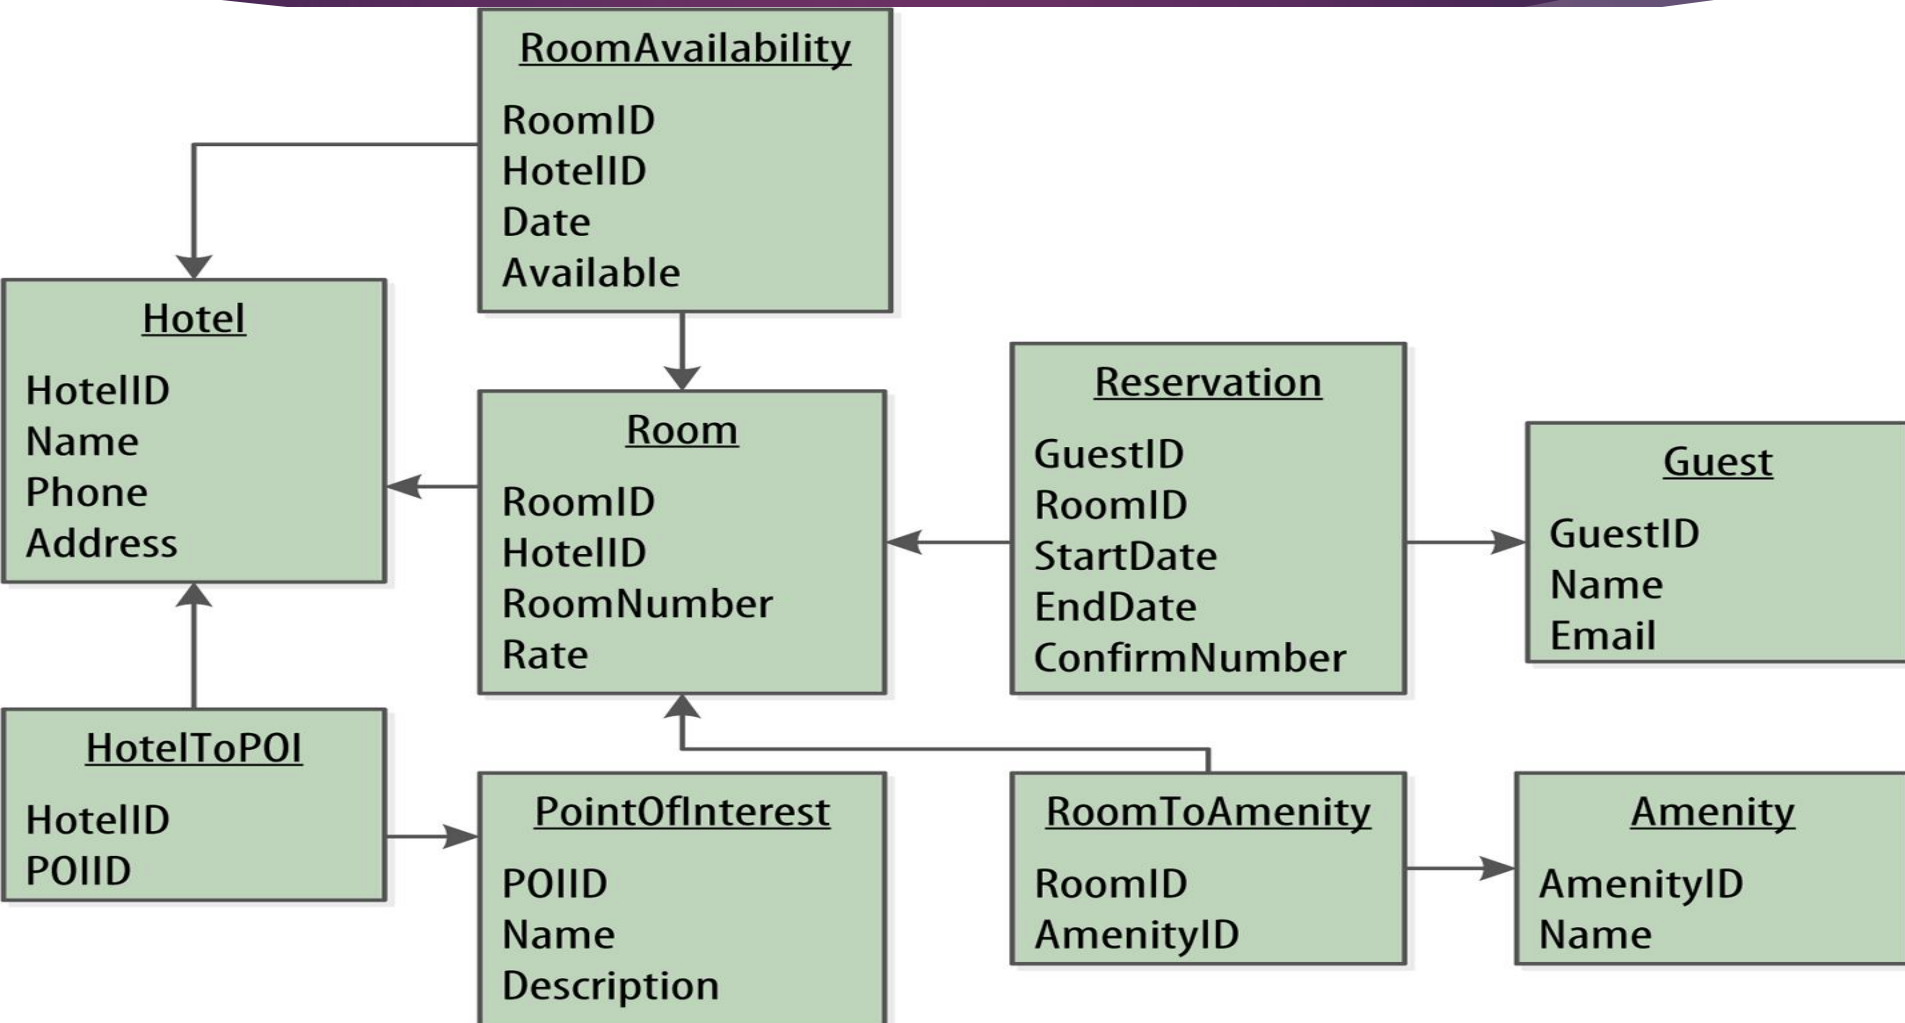 RoomAvailability
RoomID
HotelID
Date
Available
Hotel
HotelID
Name
Phone
Address
Room
RoomID
HotelID
RoomNumber
Rate
Reservation
GuestID
RoomID
StartDate
EndDate
ConfirmNumber
Guest
GuestID
Name
Email
HotelToPOI
HotelID
POIID
PointOfInterest
POIID
Name
Description
RoomToAmenity
RoomID
AmenityID
Amenity
AmenityID
Name